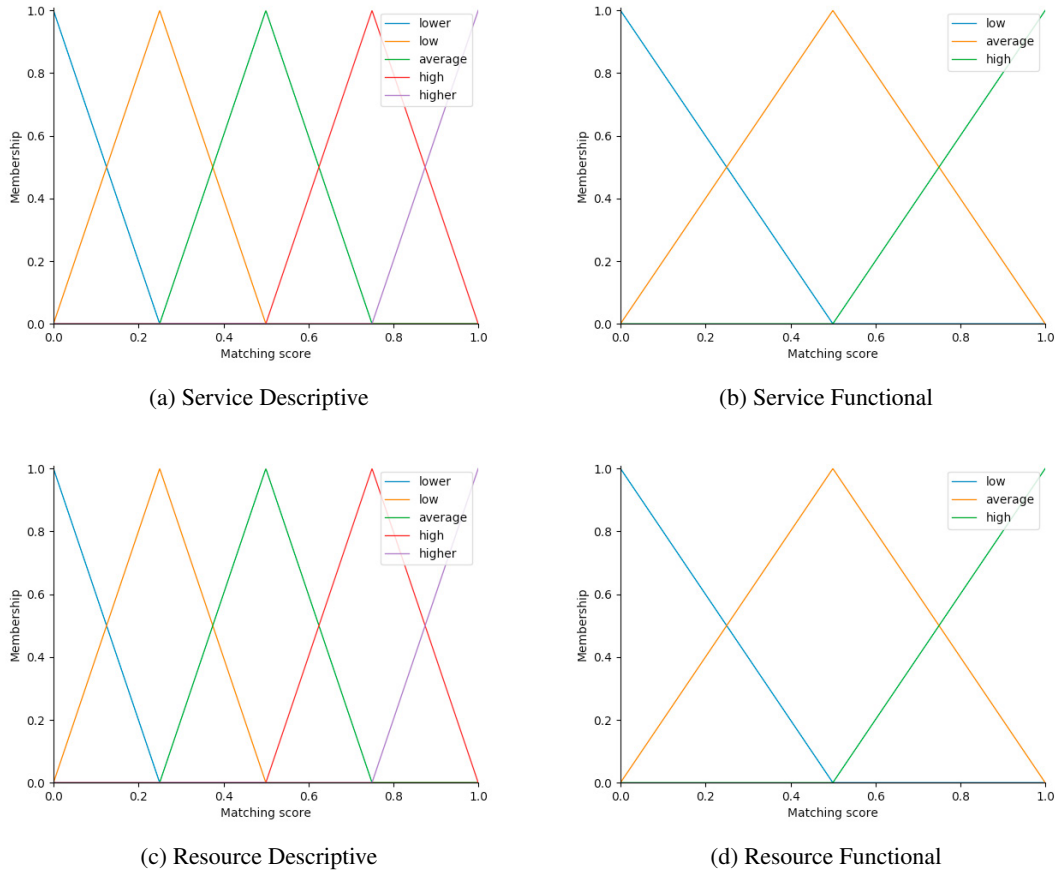 1.0
0.8
0.6
0.4
0.2
0.0
Membership
0.0 0.2 0.4 0.6 0.8 1.0
Matching score
lower
low
average
high
higher
(a) Service Descriptive
1.0
0.8
0.6
0.4
0.2
0.0
Membership
0.0 0.2 0.4 0.6 0.8 1.0
Matching score
low
average
high
(b) Service Functional
1.0
0.8
0.6
0.4
0.2
0.0
Membership
0.0 0.2 0.4 0.6 0.8 1.0
Matching score
lower
low
average
high
higher
(c) Resource Descriptive
1.0
0.8
0.6
0.4
0.2
0.0
Membership
0.0 0.2 0.4 0.6 0.8 1.0
Matching score
low
average
high
(d) Resource Functional